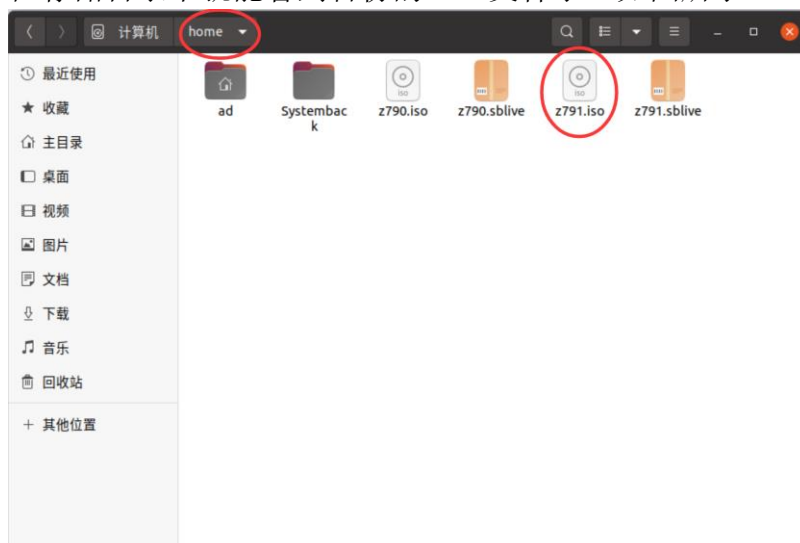 计算机 home
最近使用
收藏
主目录
桌面
视频
图片
文档
下载
音乐
回收站
其他位置
ad
Systembac
k
z790.iso
z790.sblive
z791.iso
z791.sblive